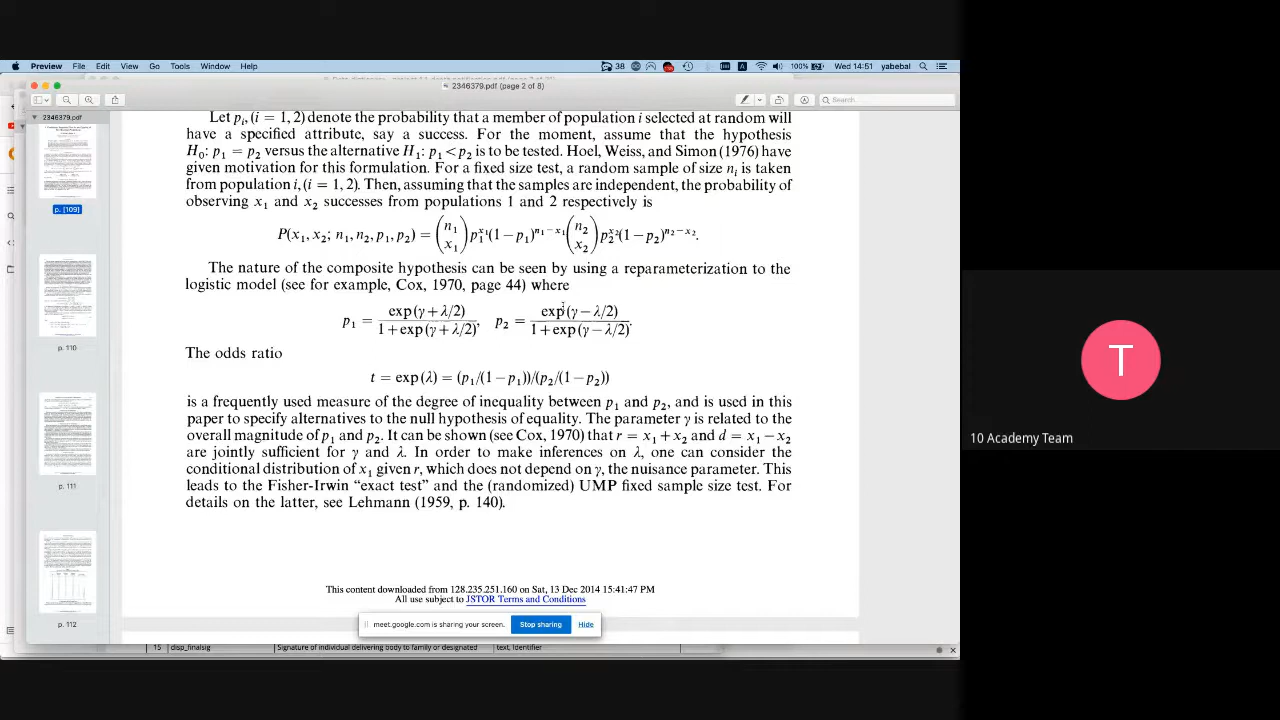 Preview File Edit View Go Tools Window Help 38 100% Wed 14:51 yabebal
2346379.pdf (page 2 of 8)
Search
2346379.pdf
p. [109]
p. 110
p. 111
p. 112
Let pᵢ, (i = 1, 2) denote the probability that a member of population i selected at random will
have a specified attribute, say a success. For the moment, assume that the hypothesis
H₀: p₁ = p₂ versus the alternative H₁: p₁ < p₂ is to be tested. Hoel, Weiss, and Simon (1976) have
given motivation for this formulation. For a fixed size test, a random sample of size nᵢ is taken
from population i, (i = 1, 2). Then, assuming the two samples are independent, the probability of
observing x₁ and x₂ successes from populations 1 and 2 respectively is
P(x₁, x₂; n₁, n₂, p₁, p₂) = (n₁ x₁) p₁^x₁ (1 − p₁)^n₁−x₁ (n₂ x₂) p₂^x₂ (1 − p₂)^n₂−x₂.
The nature of the composite hypothesis can be seen by using a reparameterization to the
logistic model (see for example, Cox, 1970, page 44) where
p₁ = exp (γ + λ/2) / 1 + exp (γ + λ/2), p₂ = exp (γ − λ/2) / 1 + exp (γ − λ/2).
The odds ratio
t = exp (λ) = (p₁/(1 − p₁))/(p₂/(1 − p₂))
is a frequently used measure of the degree of inequality between p₁ and p₂, and is used in this
paper to specify alternatives to the null hypothesis of equality. The parameter γ is related to the
overall magnitude of p₁ and p₂. It can be shown (Cox, 1970) that r = x₁ + x₂ and d = x₁ − x₂
are jointly sufficient for γ and λ. In order to make inferences on λ, one can consider the
conditional distribution of x₁ given r, which does not depend on γ, the nuisance parameter. This
leads to the Fisher-Irwin “exact test” and the (randomized) UMP fixed sample size test. For
details on the latter, see Lehmann (1959, p. 140).
This content downloaded from 128.235.251.160 on Sat, 13 Dec 2014 15:41:47 PM
All use subject to JSTOR Terms and Conditions
meet.google.com is sharing your screen. Stop sharing Hide
15 disp_finalsig Signature of individual delivering body to family or designated text, Identifier
T
10 Academy Team